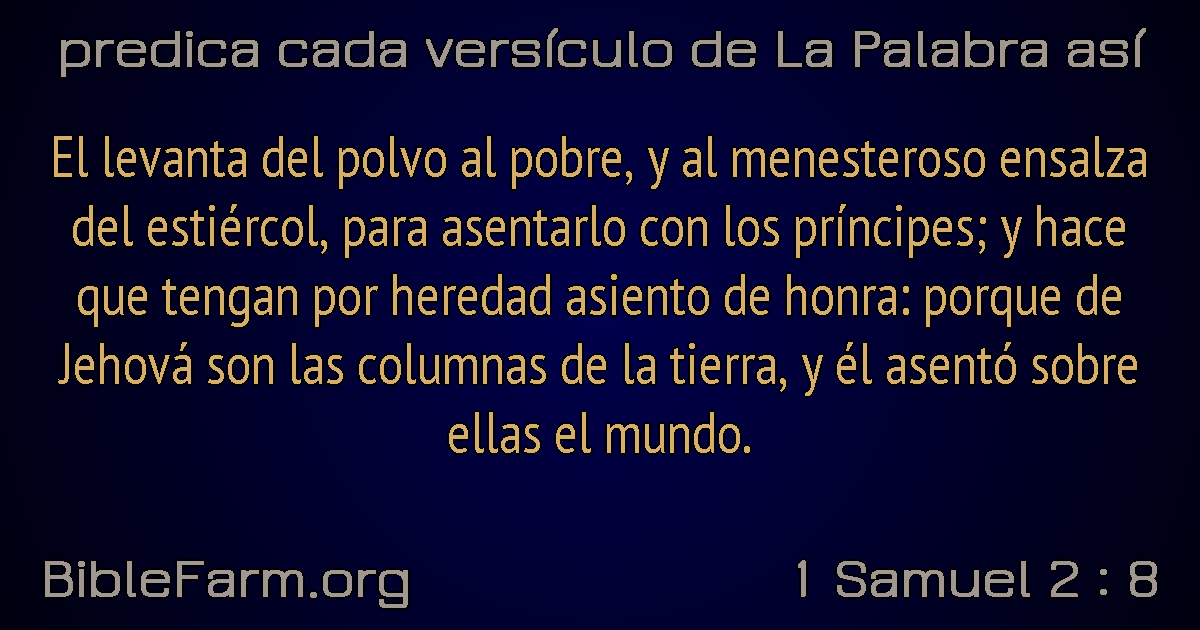 predica cada versículo de La Palabra así
El levanta del polvo al pobre, y al menesteroso ensalza
del estiércol, para asentarlo con los príncipes; y hace
que tengan por heredad asiento de honra: porque de
Jehová son las columnas de la tierra, y él asentó sobre
ellas el mundo.
BibleFarm.org
1 Samuel 2 : 8